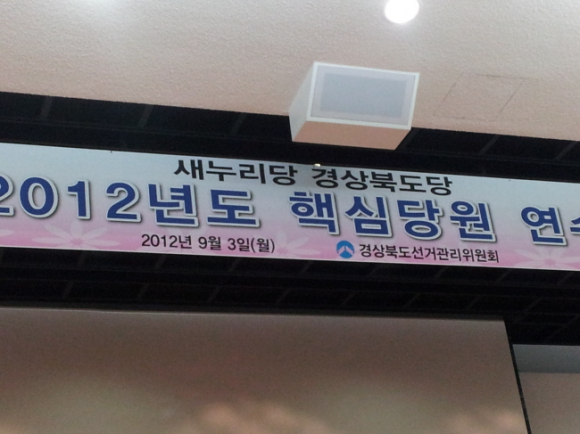 새누리당 경상북도당
2012년도 핵심당원 연수
2012년 9월 3일(월) 경상북도선거관리위원회